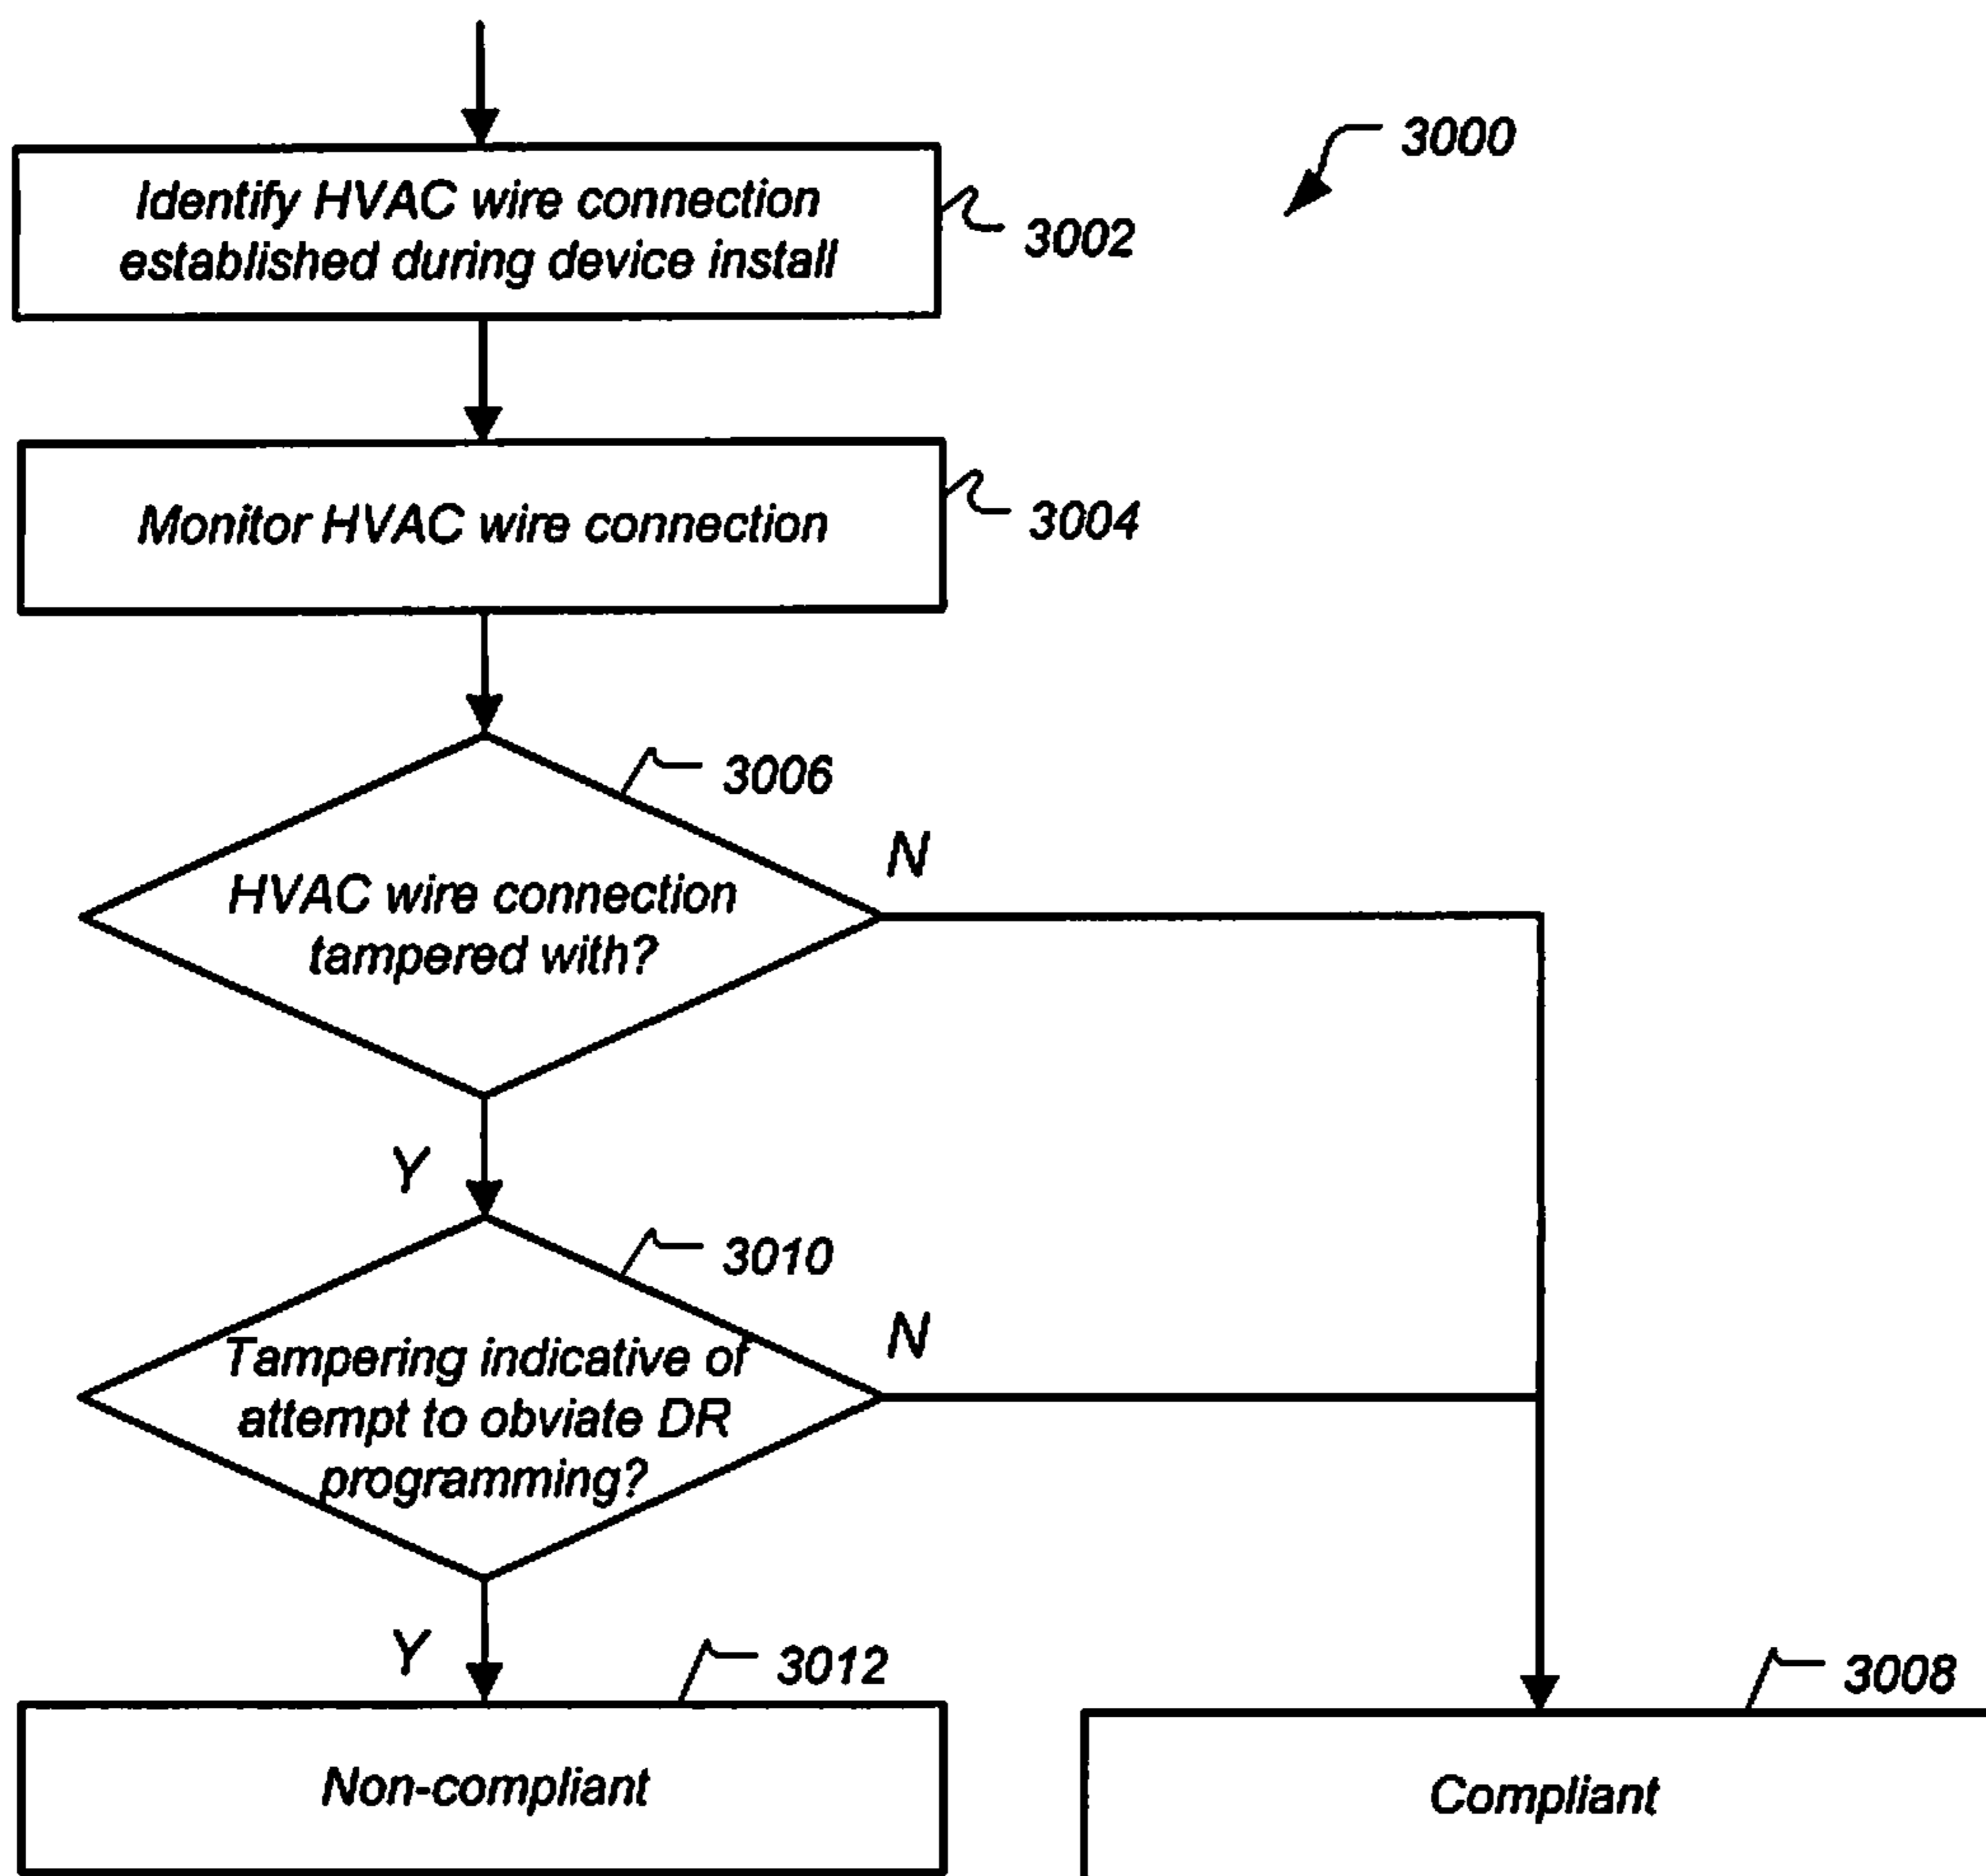 3000
Identify HVAC wire connection
established during device install
3002
Monitor HVAC wire connection
3004
3006
N
HVAC wire connection
tampered with?
Y
3010
N
Tampering indicative of
attempt to obviate DR
programming?
Y
3012
3008
Non-compliant
Compliant